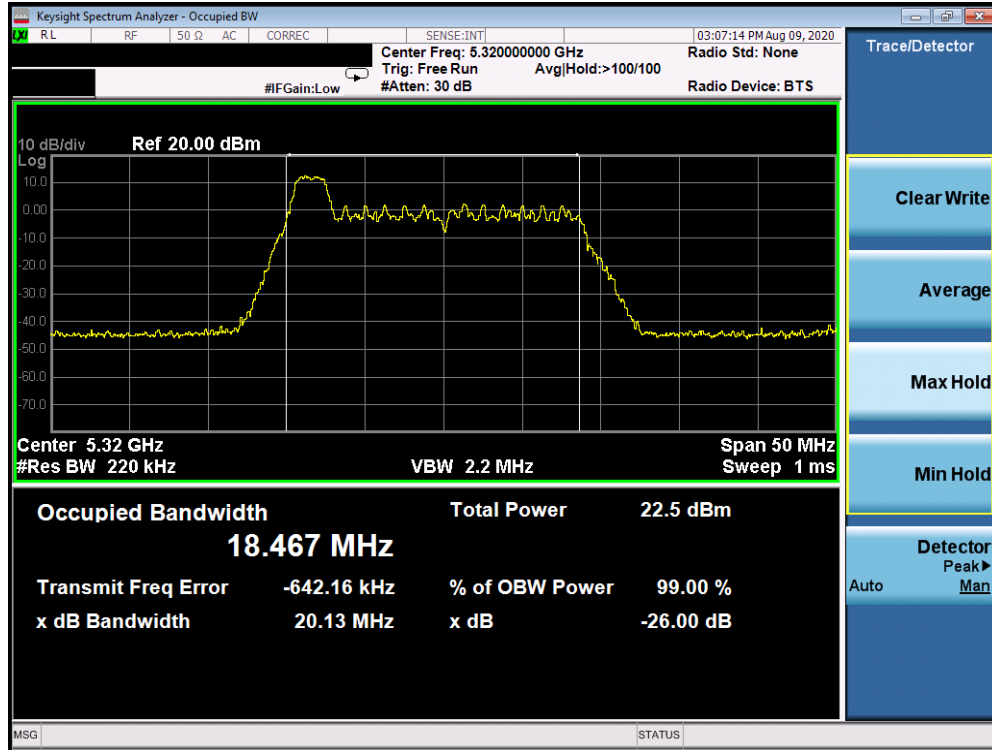 Keysight Spectrum Analyzer - Occupied BW
LXI RL RF 50 Ω AC CORREC SENSE:INT 03:07:14 PM Aug 09, 2020
Center Freq: 5.320000000 GHz Radio Std: None
Trig: Free Run Avg|Hold:>100/100
#IFGain:Low #Atten: 30 dB Radio Device: BTS
10 dB/div Ref 20.00 dBm
Log
10.0
0.00
-10.0
-20.0
-30.0
-40.0
-50.0
-60.0
-70.0
Center 5.32 GHz Span 50 MHz
#Res BW 220 kHz VBW 2.2 MHz Sweep 1 ms
Occupied Bandwidth Total Power 22.5 dBm
18.467 MHz
Transmit Freq Error -642.16 kHz % of OBW Power 99.00 %
x dB Bandwidth 20.13 MHz x dB -26.00 dB
Trace/Detector
Clear Write
Average
Max Hold
Min Hold
Detector
Peak▶
Auto Man
MSG STATUS